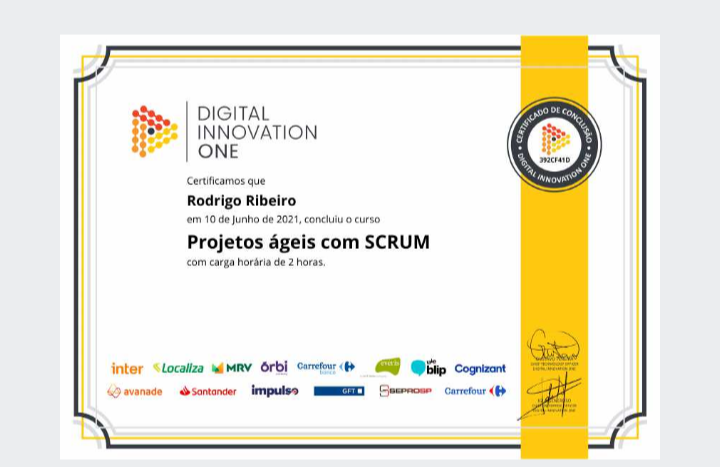 DIGITAL
INNOVATION
ONE
CERTIFICADO DE CONCLUSÃO
392CF41D
DIGITAL INNOVATION ONE
Certificamos que
Rodrigo Ribeiro
em 10 de Junho de 2021, concluiu o curso
Projetos ágeis com SCRUM
com carga horária de 2 horas.
inter Localiza MRV órbi Carrefour blip Cognizant
avanade Santander impulso GFT SEPROSP Carrefour